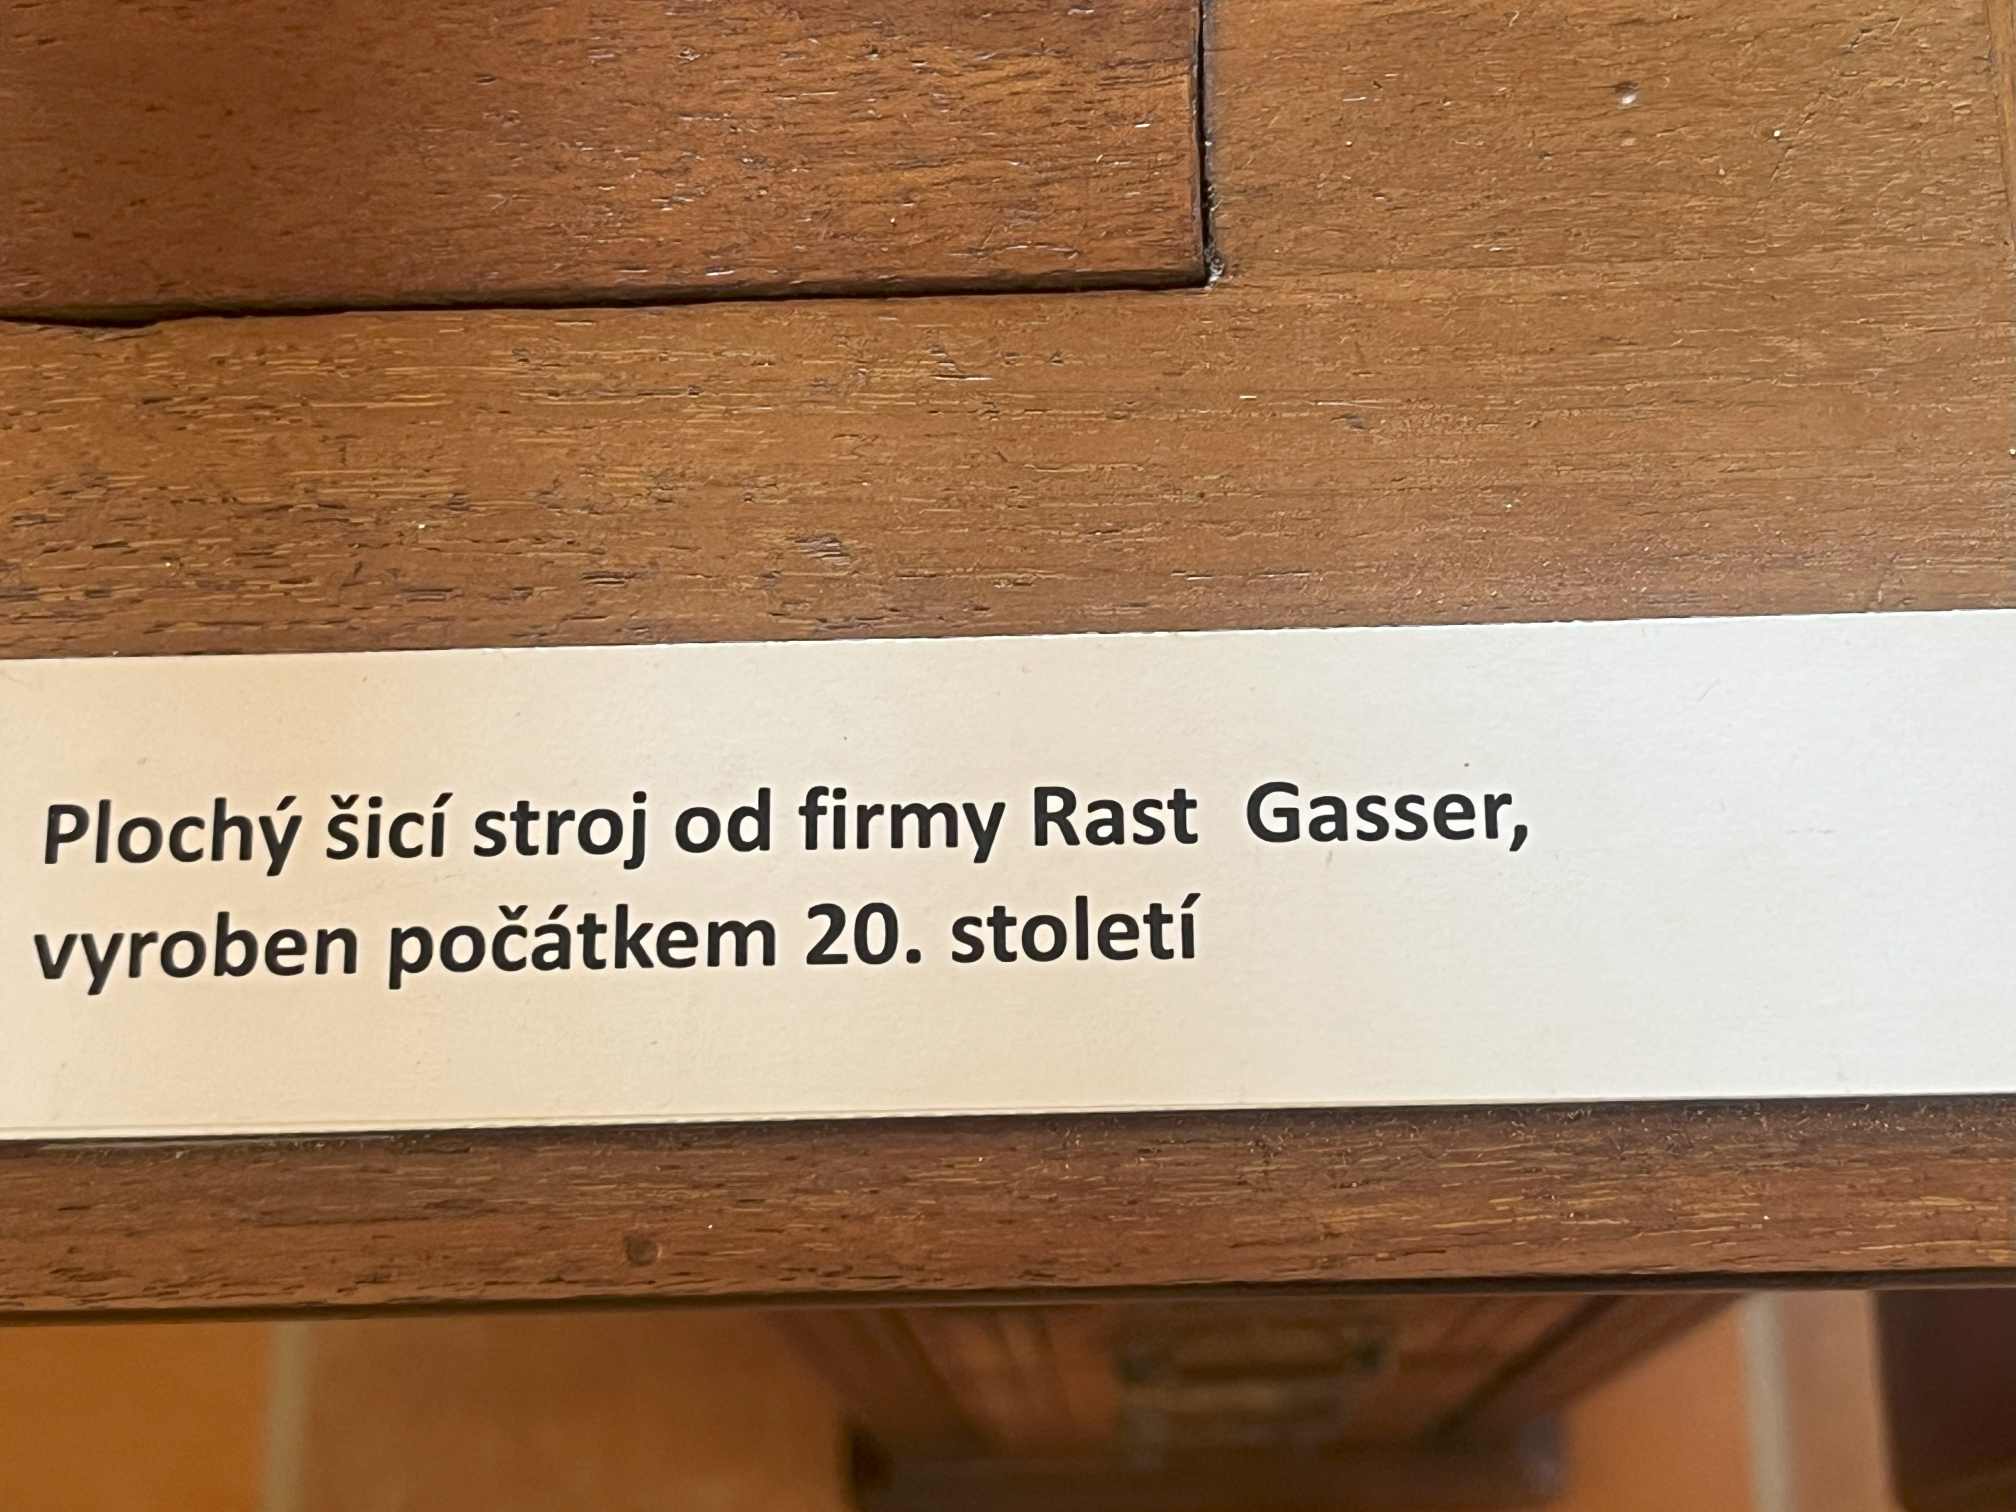 Plochý šicí stroj od firmy Rast  Gasser,
vyroben počátkem 20. století